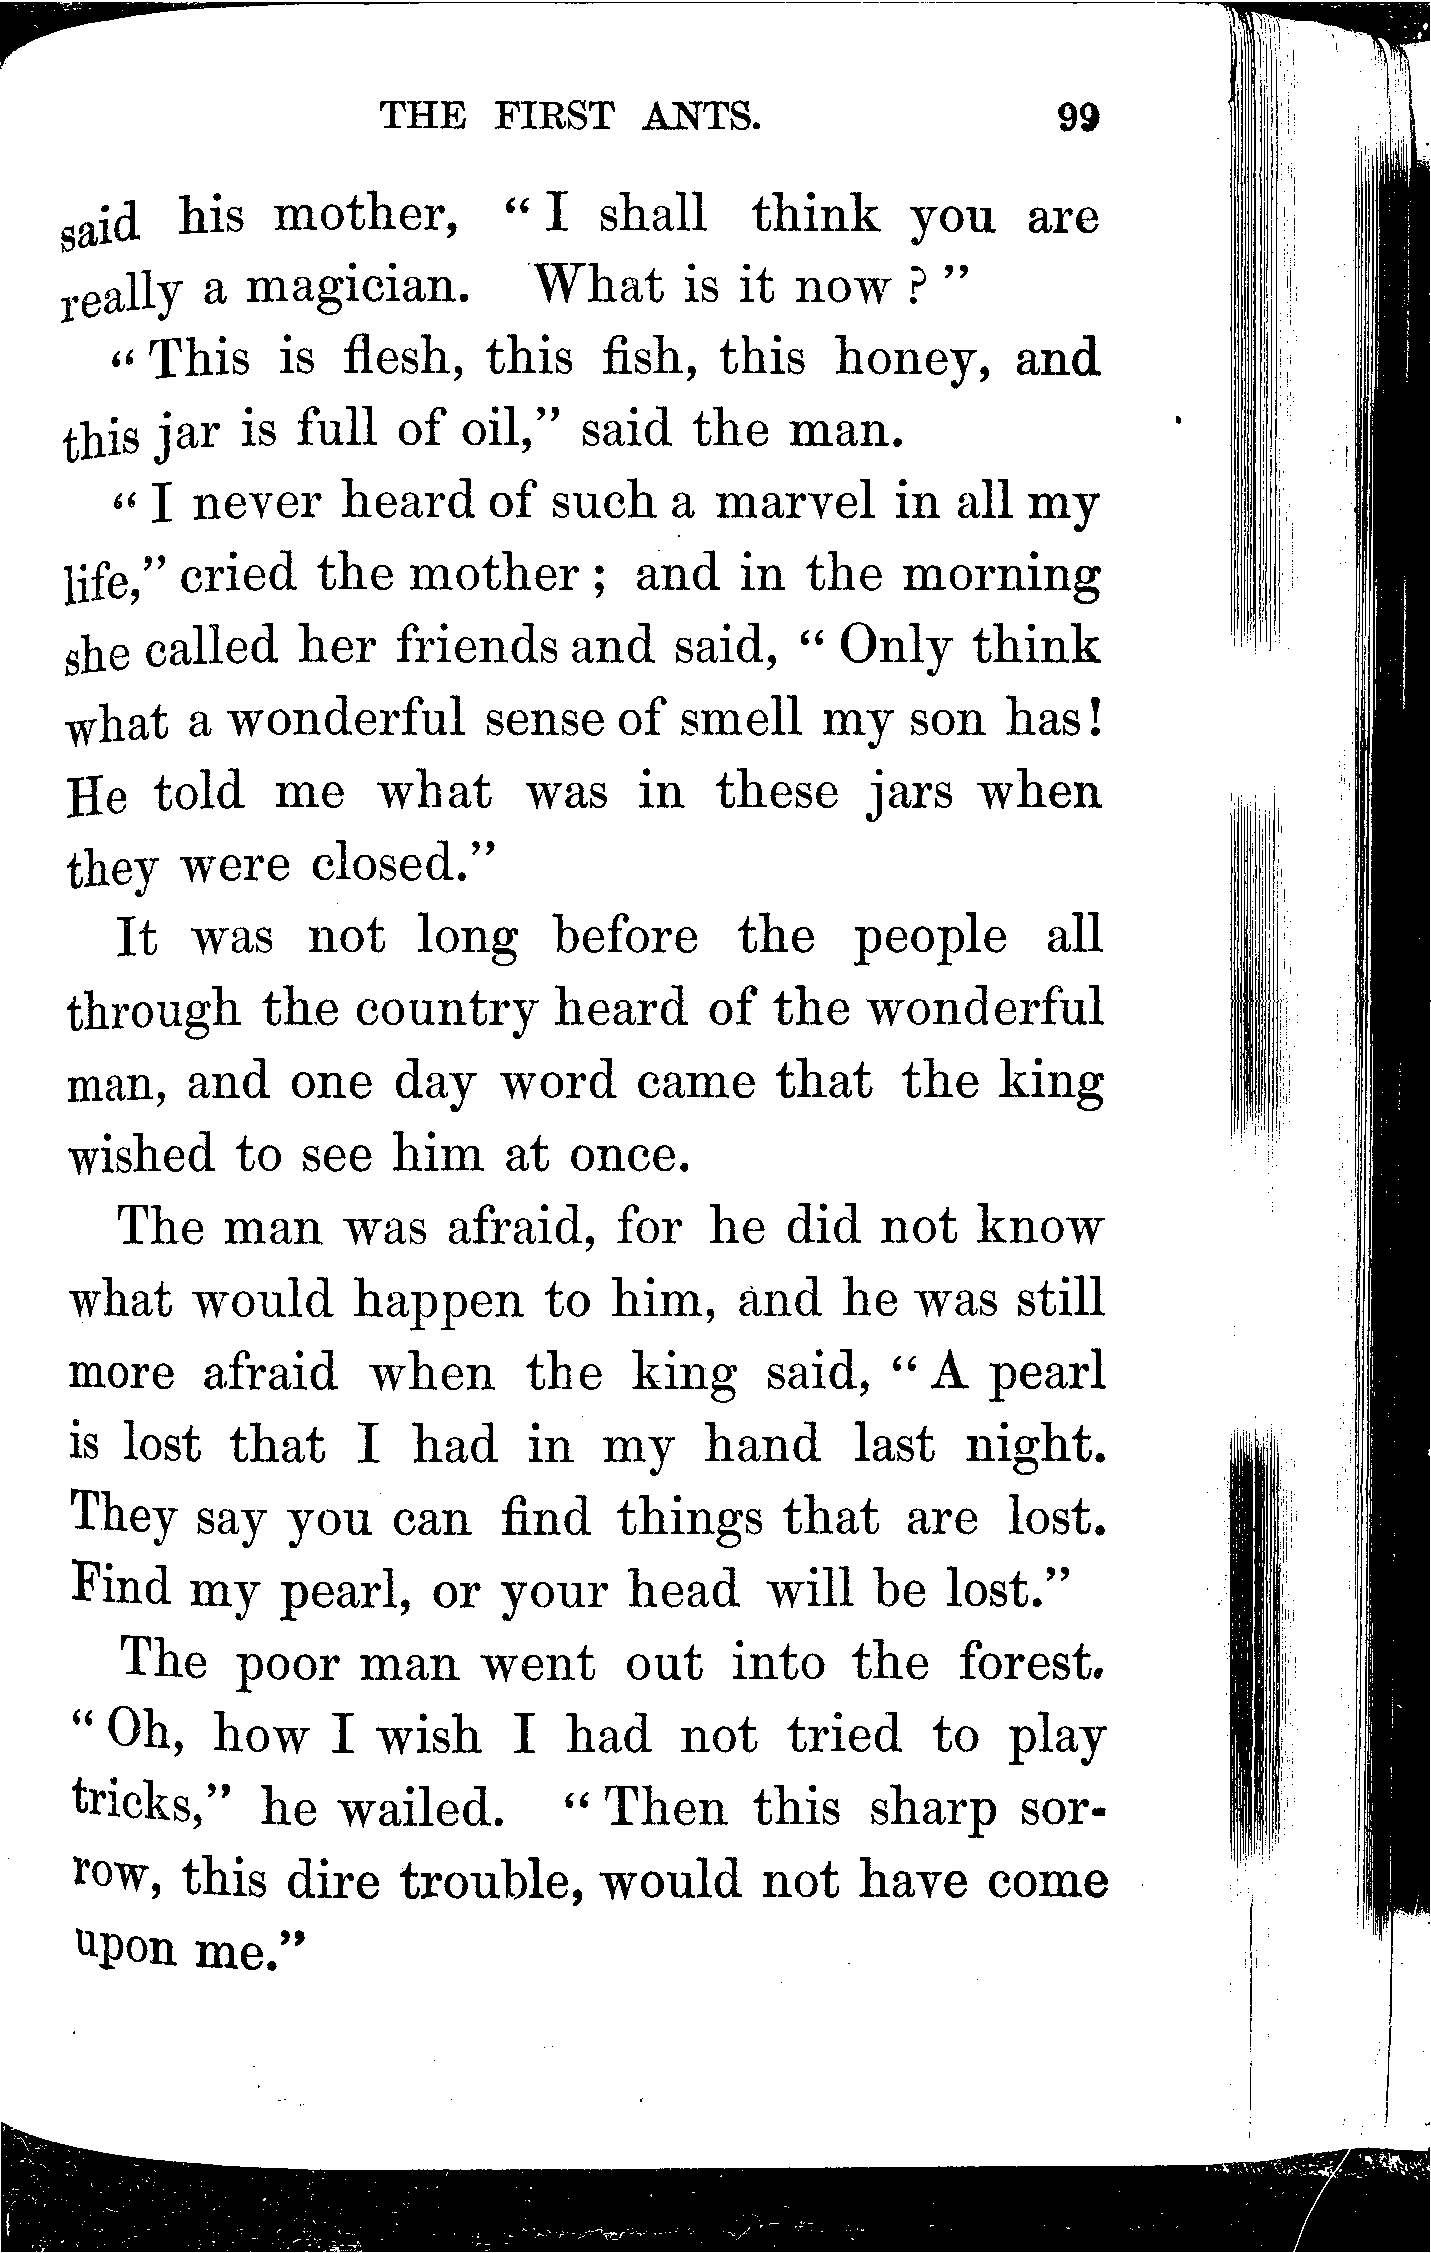 THE FIRST ANTS. 99
said his mother, “ I shall think you are
really a magician. What is it now ? ”
“ This is flesh, this fish, this honey, and
this jar is full of oil,” said the man.
“ I never heard of such a marvel in all my
life,” cried the mother ; and in the morning
she called her friends and said, “ Only think
what a wonderful sense of smell my son has!
He told me what was in these jars when
they were closed.”
It was not long before the people all
through the country heard of the wonderful
man, and one day word came that the king
wished to see him at once.
The man was afraid, for he did not know
what would happen to him, and he was still
more afraid when the king said, “ A pearl
is lost that I had in my hand last night.
They say you can find things that are lost.
Find my pearl, or your head will be lost.”
The poor man went out into the forest.
“ Oh, how I wish I had not tried to play
tricks,” he wailed. “ Then this sharp sor-
row, this dire trouble, would not have come
upon me.”